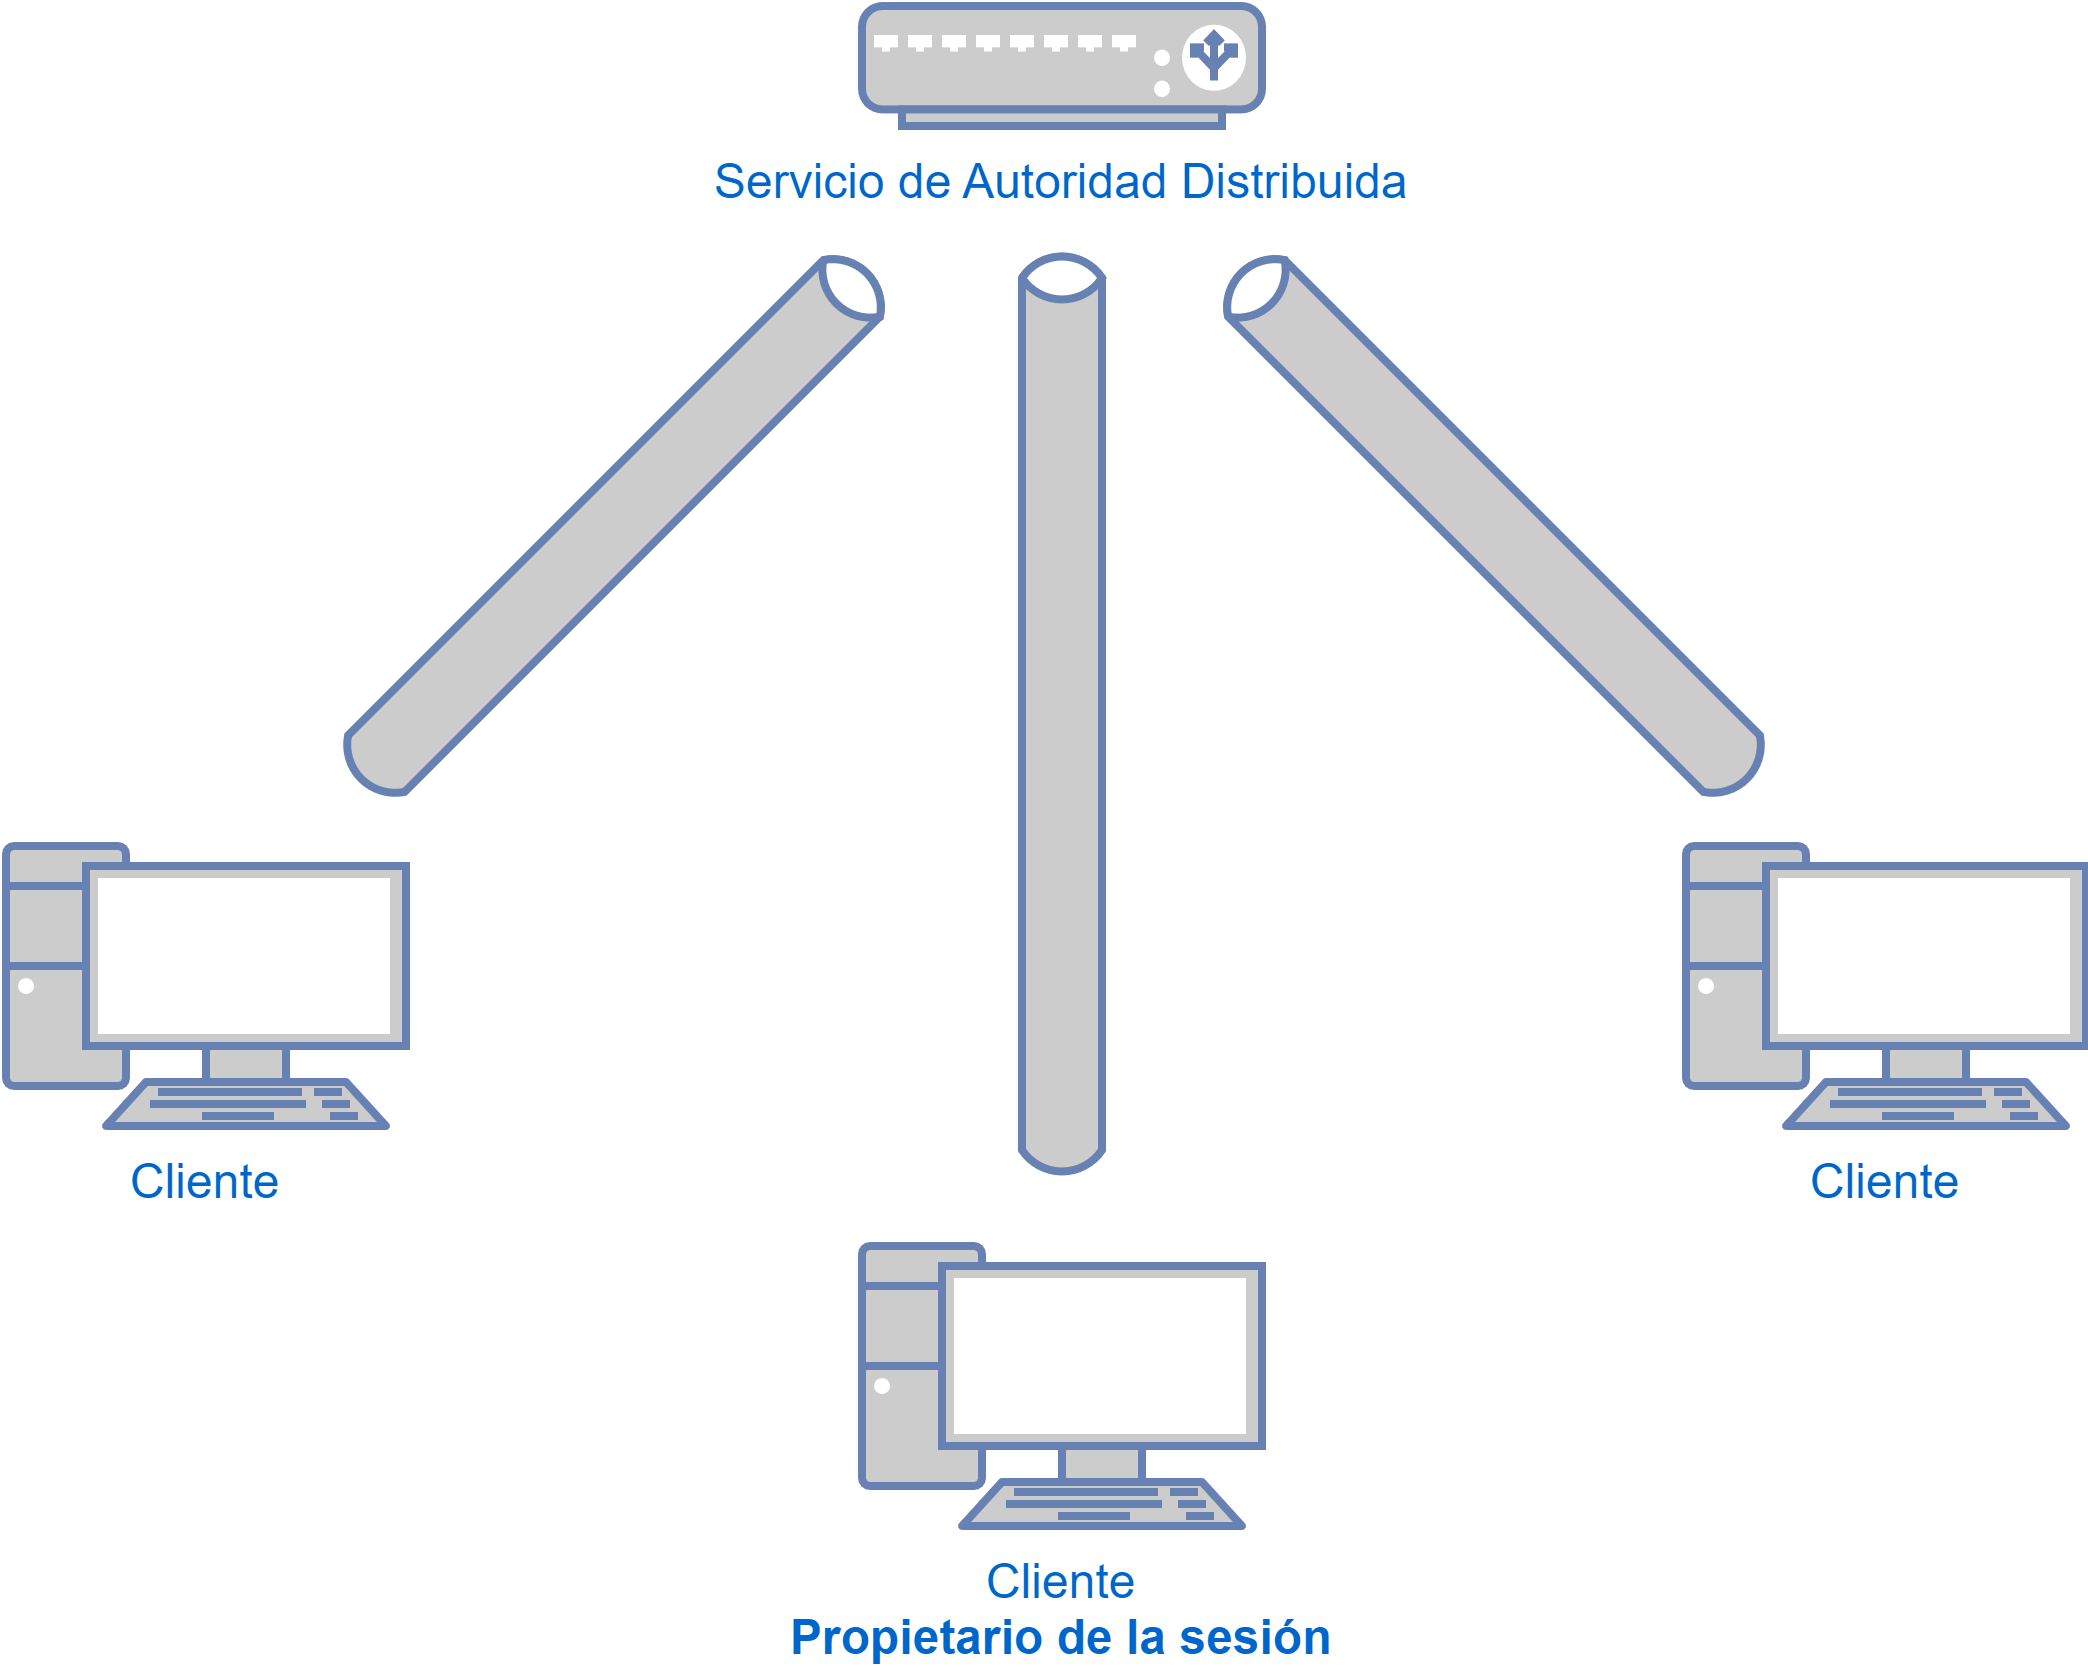 Servicio de Autoridad Distribuida
Cliente
Cliente
Cliente
Propietario de la sesión